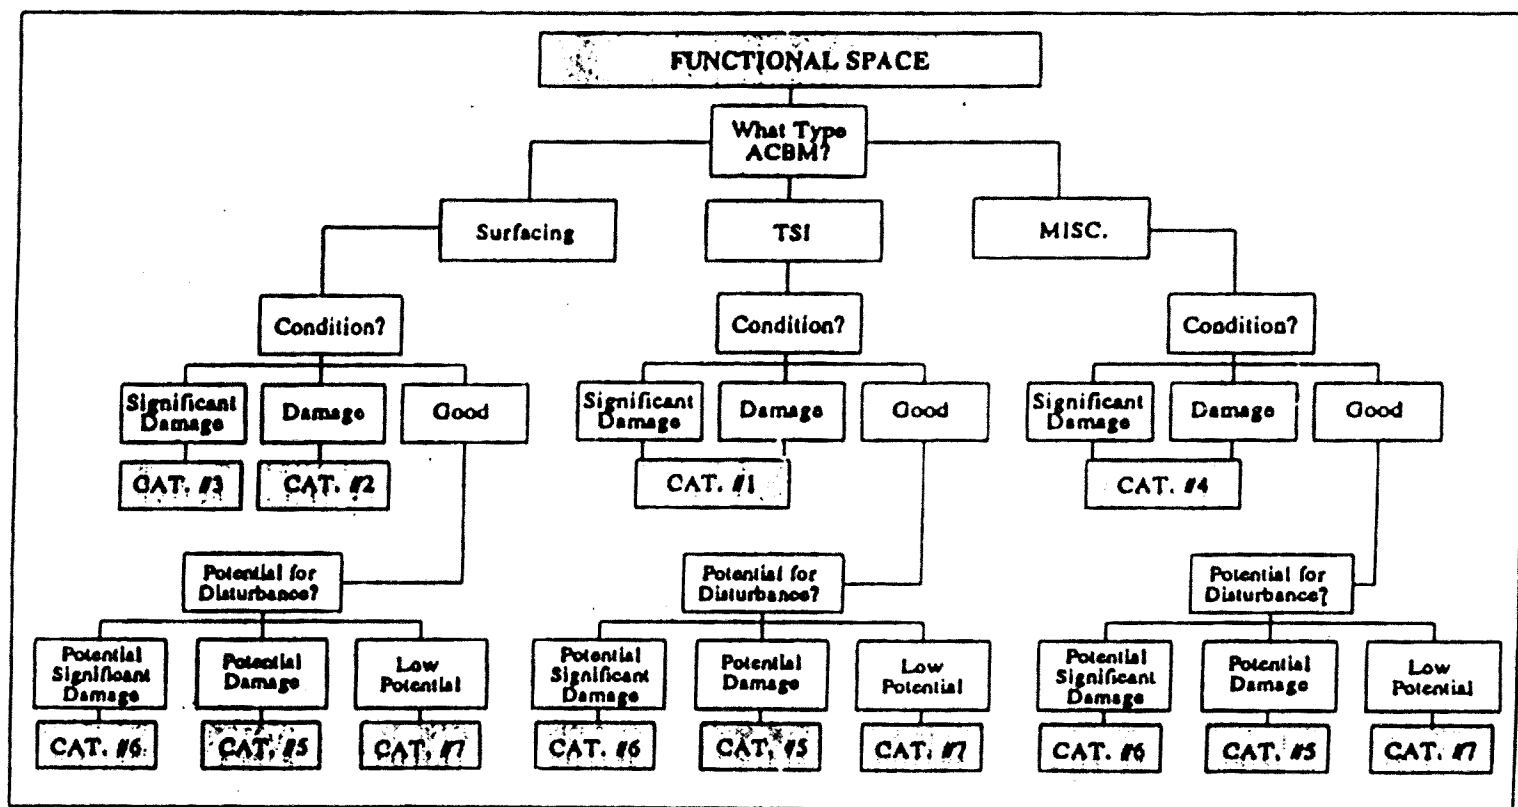 FUNCTIONAL SPACE
What Type
ACBM?
Surfacing
TSI
MISC.
Condition?
Condition?
Condition?
Significant
Damage
Damage
Good
Significant
Damage
Damage
Good
Significant
Damage
Damage
Good
CAT. #3
CAT. #2
CAT. #1
CAT. #4
Potential for
Disturbance?
Potential for
Disturbance?
Potential for
Disturbance?
Potential
Significant
Damage
Potential
Damage
Low
Potential
Potential
Significant
Damage
Potential
Damage
Low
Potential
Potential
Significant
Damage
Potential
Damage
Low
Potential
CAT. #6
CAT. #5
CAT. #7
CAT. #6
CAT. #5
CAT. #7
CAT. #6
CAT. #5
CAT. #7